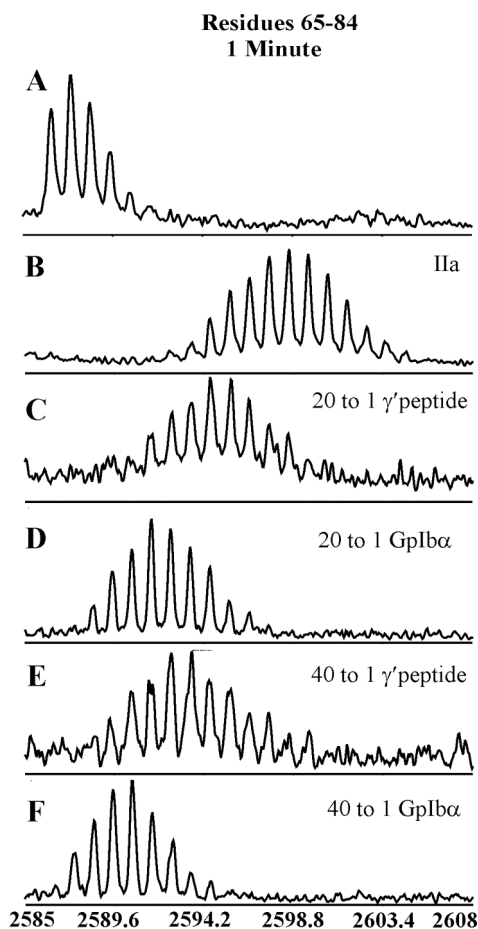 Residues 65-84
1 Minute
A
B IIa
C 20 to 1 γ'peptide
D 20 to 1 GpIbα
E 40 to 1 γ'peptide
F 40 to 1 GpIbα
2585 2589.6 2594.2 2598.8 2603.4 2608